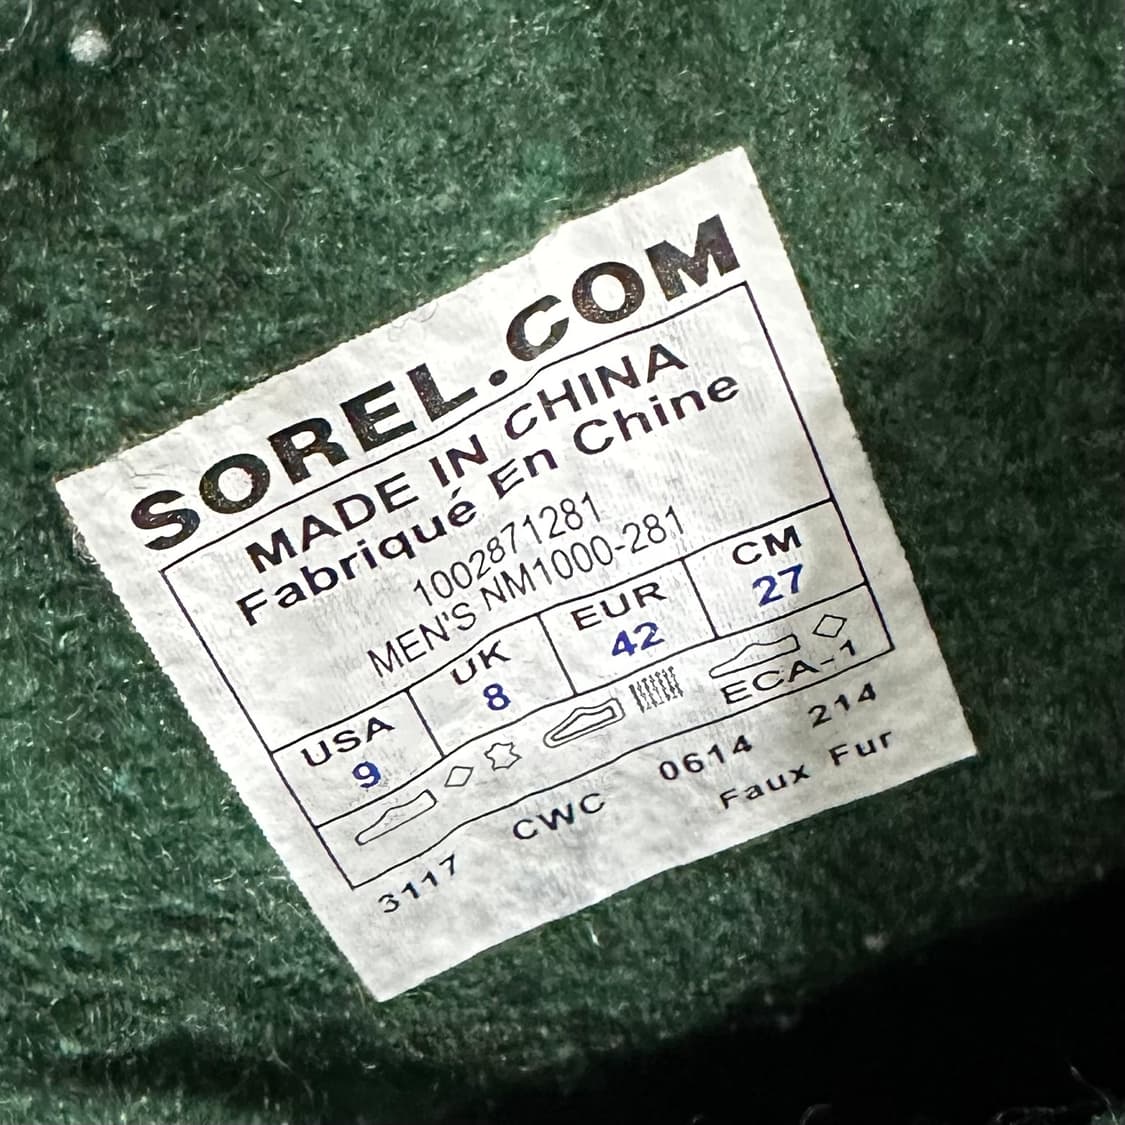 SOREL.COM
MADE IN CHINA
Fabriqué En Chine
1002871281
MEN'S NM1000-281
USA UK EUR CM
9 8 42 27
ECA-1
3117 CWC 0614 214
Faux Fur